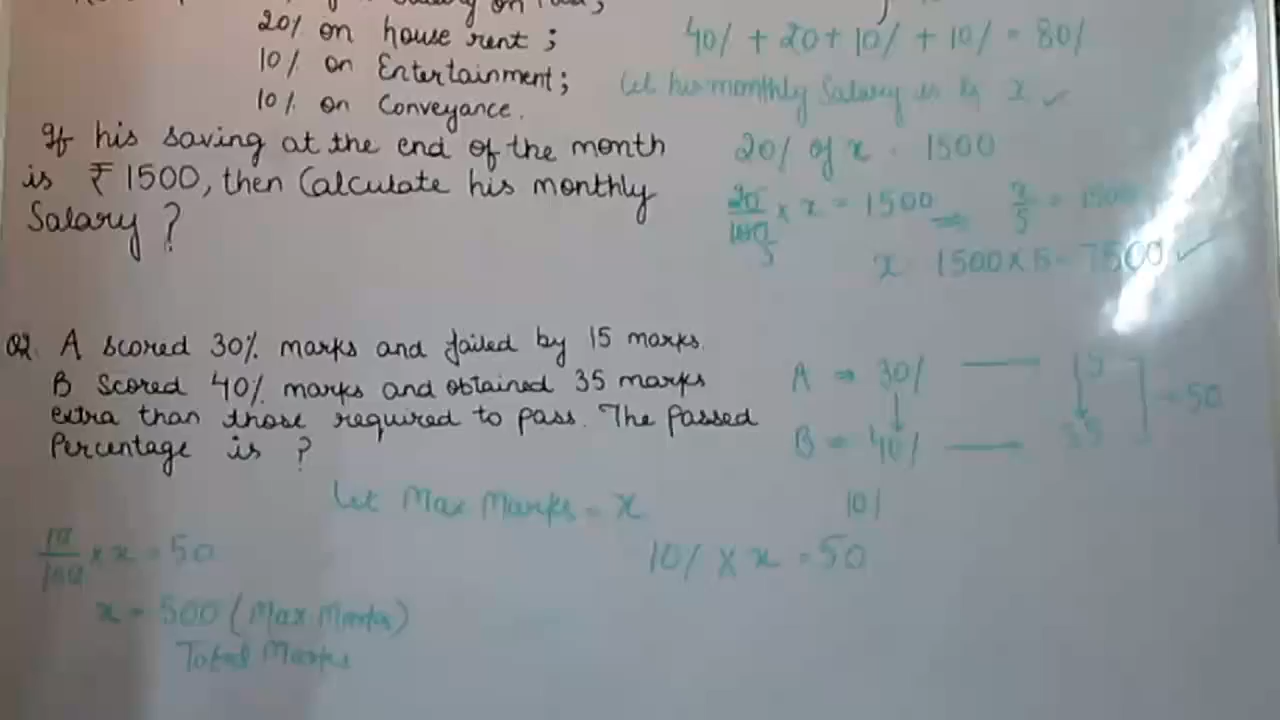 20% on house rent ;
10% on Entertainment ;
10% on Conveyance.
If his saving at the end of the month
is ₹ 1500, then Calculate his monthly
Salary ?
40% + 20 + 10% + 10% = 80%
Let his monthly Salary is x ✓
20% of x = 1500
20/100 × x = 1500 ⇒ x/5 = 1500
5
x = 1500 × 5 = 7500 ✓
Q2. A scored 30% marks and failed by 15 marks.
B Scored 40% marks and obtained 35 marks
extra than those required to pass. The passed
Percentage is ?
A ⇒ 30% — 15
= 50
B = 40% — 35
10%
Let Max Marks = x
10% × x = 50
10/100 × x = 50
x = 500 (Max Marks)
Total Marks